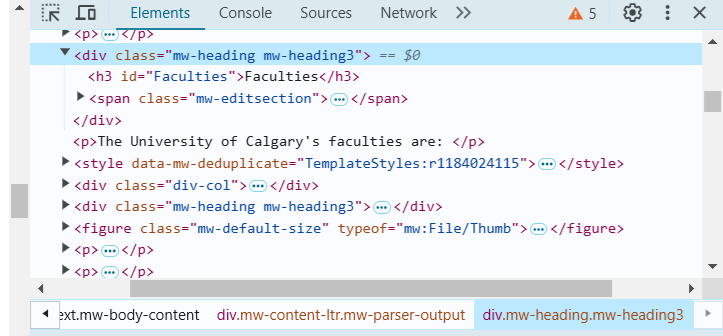 Elements Console Sources Network 5
<p> </p>
<div class="mw-heading mw-heading3"> == $0
<h3 id="Faculties">Faculties</h3>
<span class="mw-editsection"> </span>
</div>
<p>The University of Calgary's faculties are: </p>
<style data-mw-deduplicate="TemplateStyles:r1184024115"> </style>
<div class="div-col"> </div>
<div class="mw-heading mw-heading3"> </div>
<figure class="mw-default-size" typeof="mw:File/Thumb"> </figure>
<p> </p>
<p> </p>
ext.mw-body-content div.mw-content-ltr.mw-parser-output div.mw-heading.mw-heading3